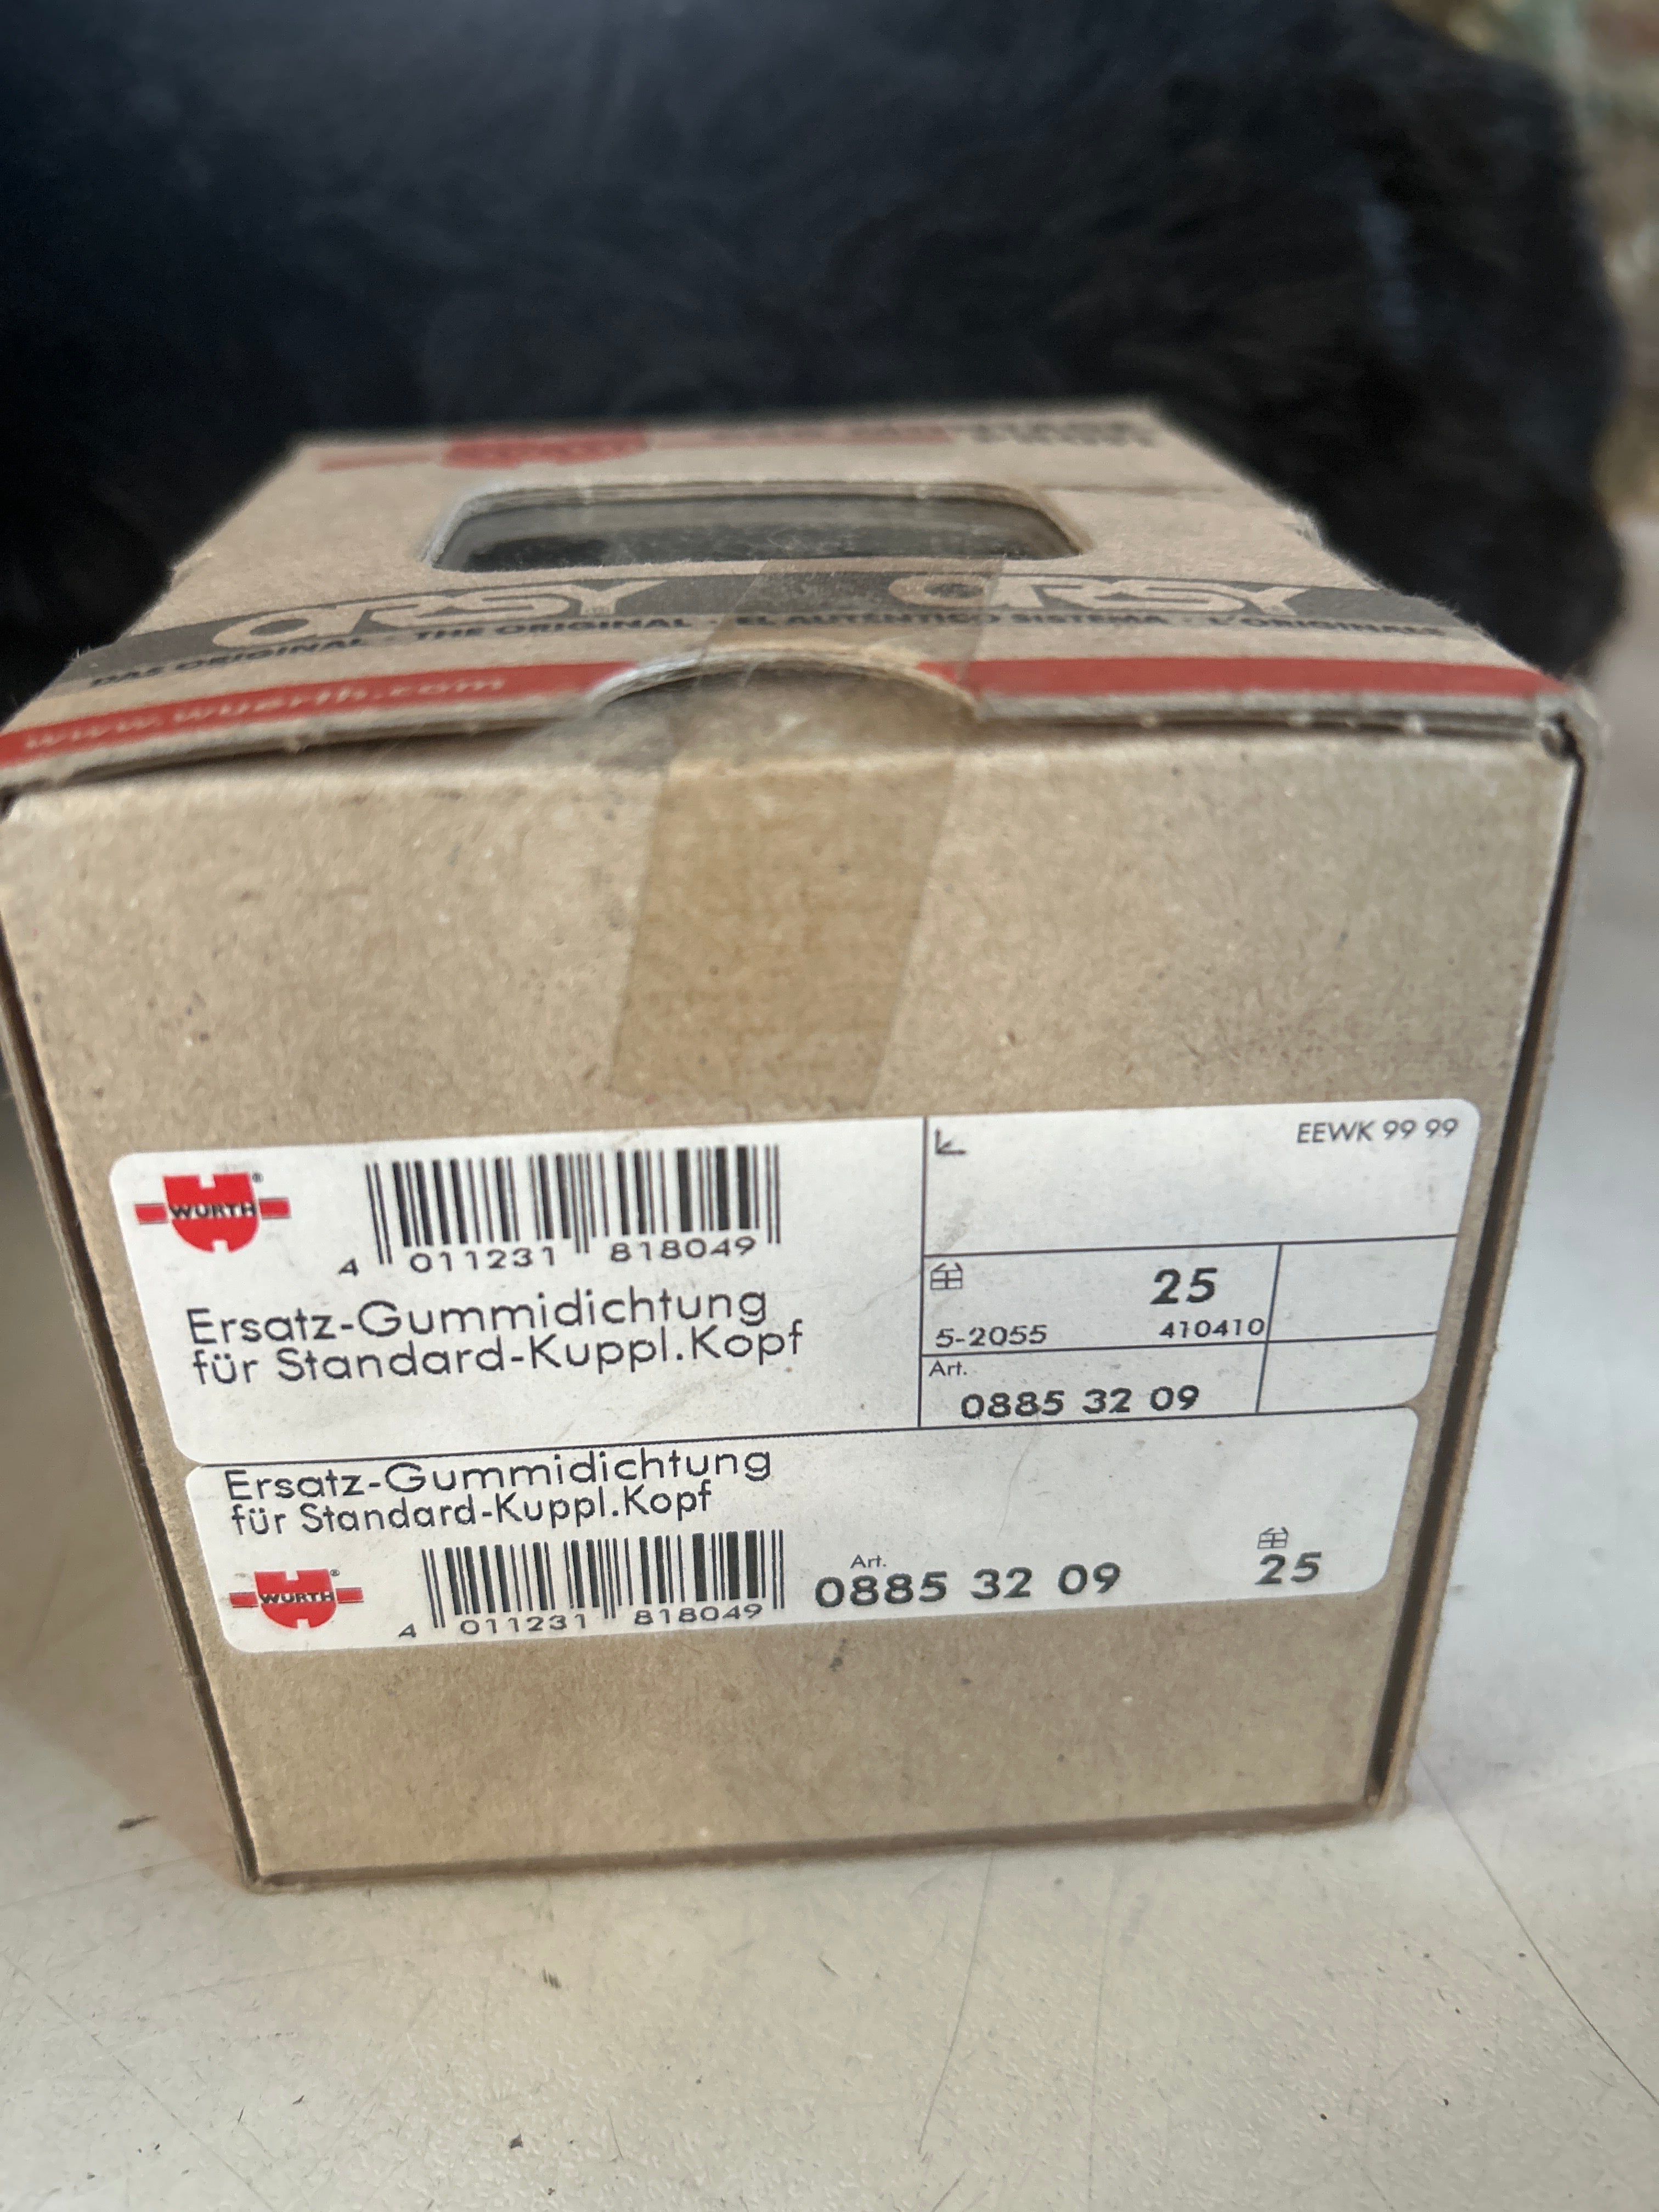 ORSY ORSY
DAS ORIGINAL · THE ORIGINAL · EL AUTÉNTICO SISTEMA · L'ORIGINALE
www.wuerth.com
EEWK 99 99
WÜRTH®
4 011231 818049
Ersatz-Gummidichtung
für Standard-Kuppl.Kopf
25
5-2055 410410
Art.
0885 32 09
Ersatz-Gummidichtung
für Standard-Kuppl.Kopf
WÜRTH®
4 011231 818049
Art.
0885 32 09
25